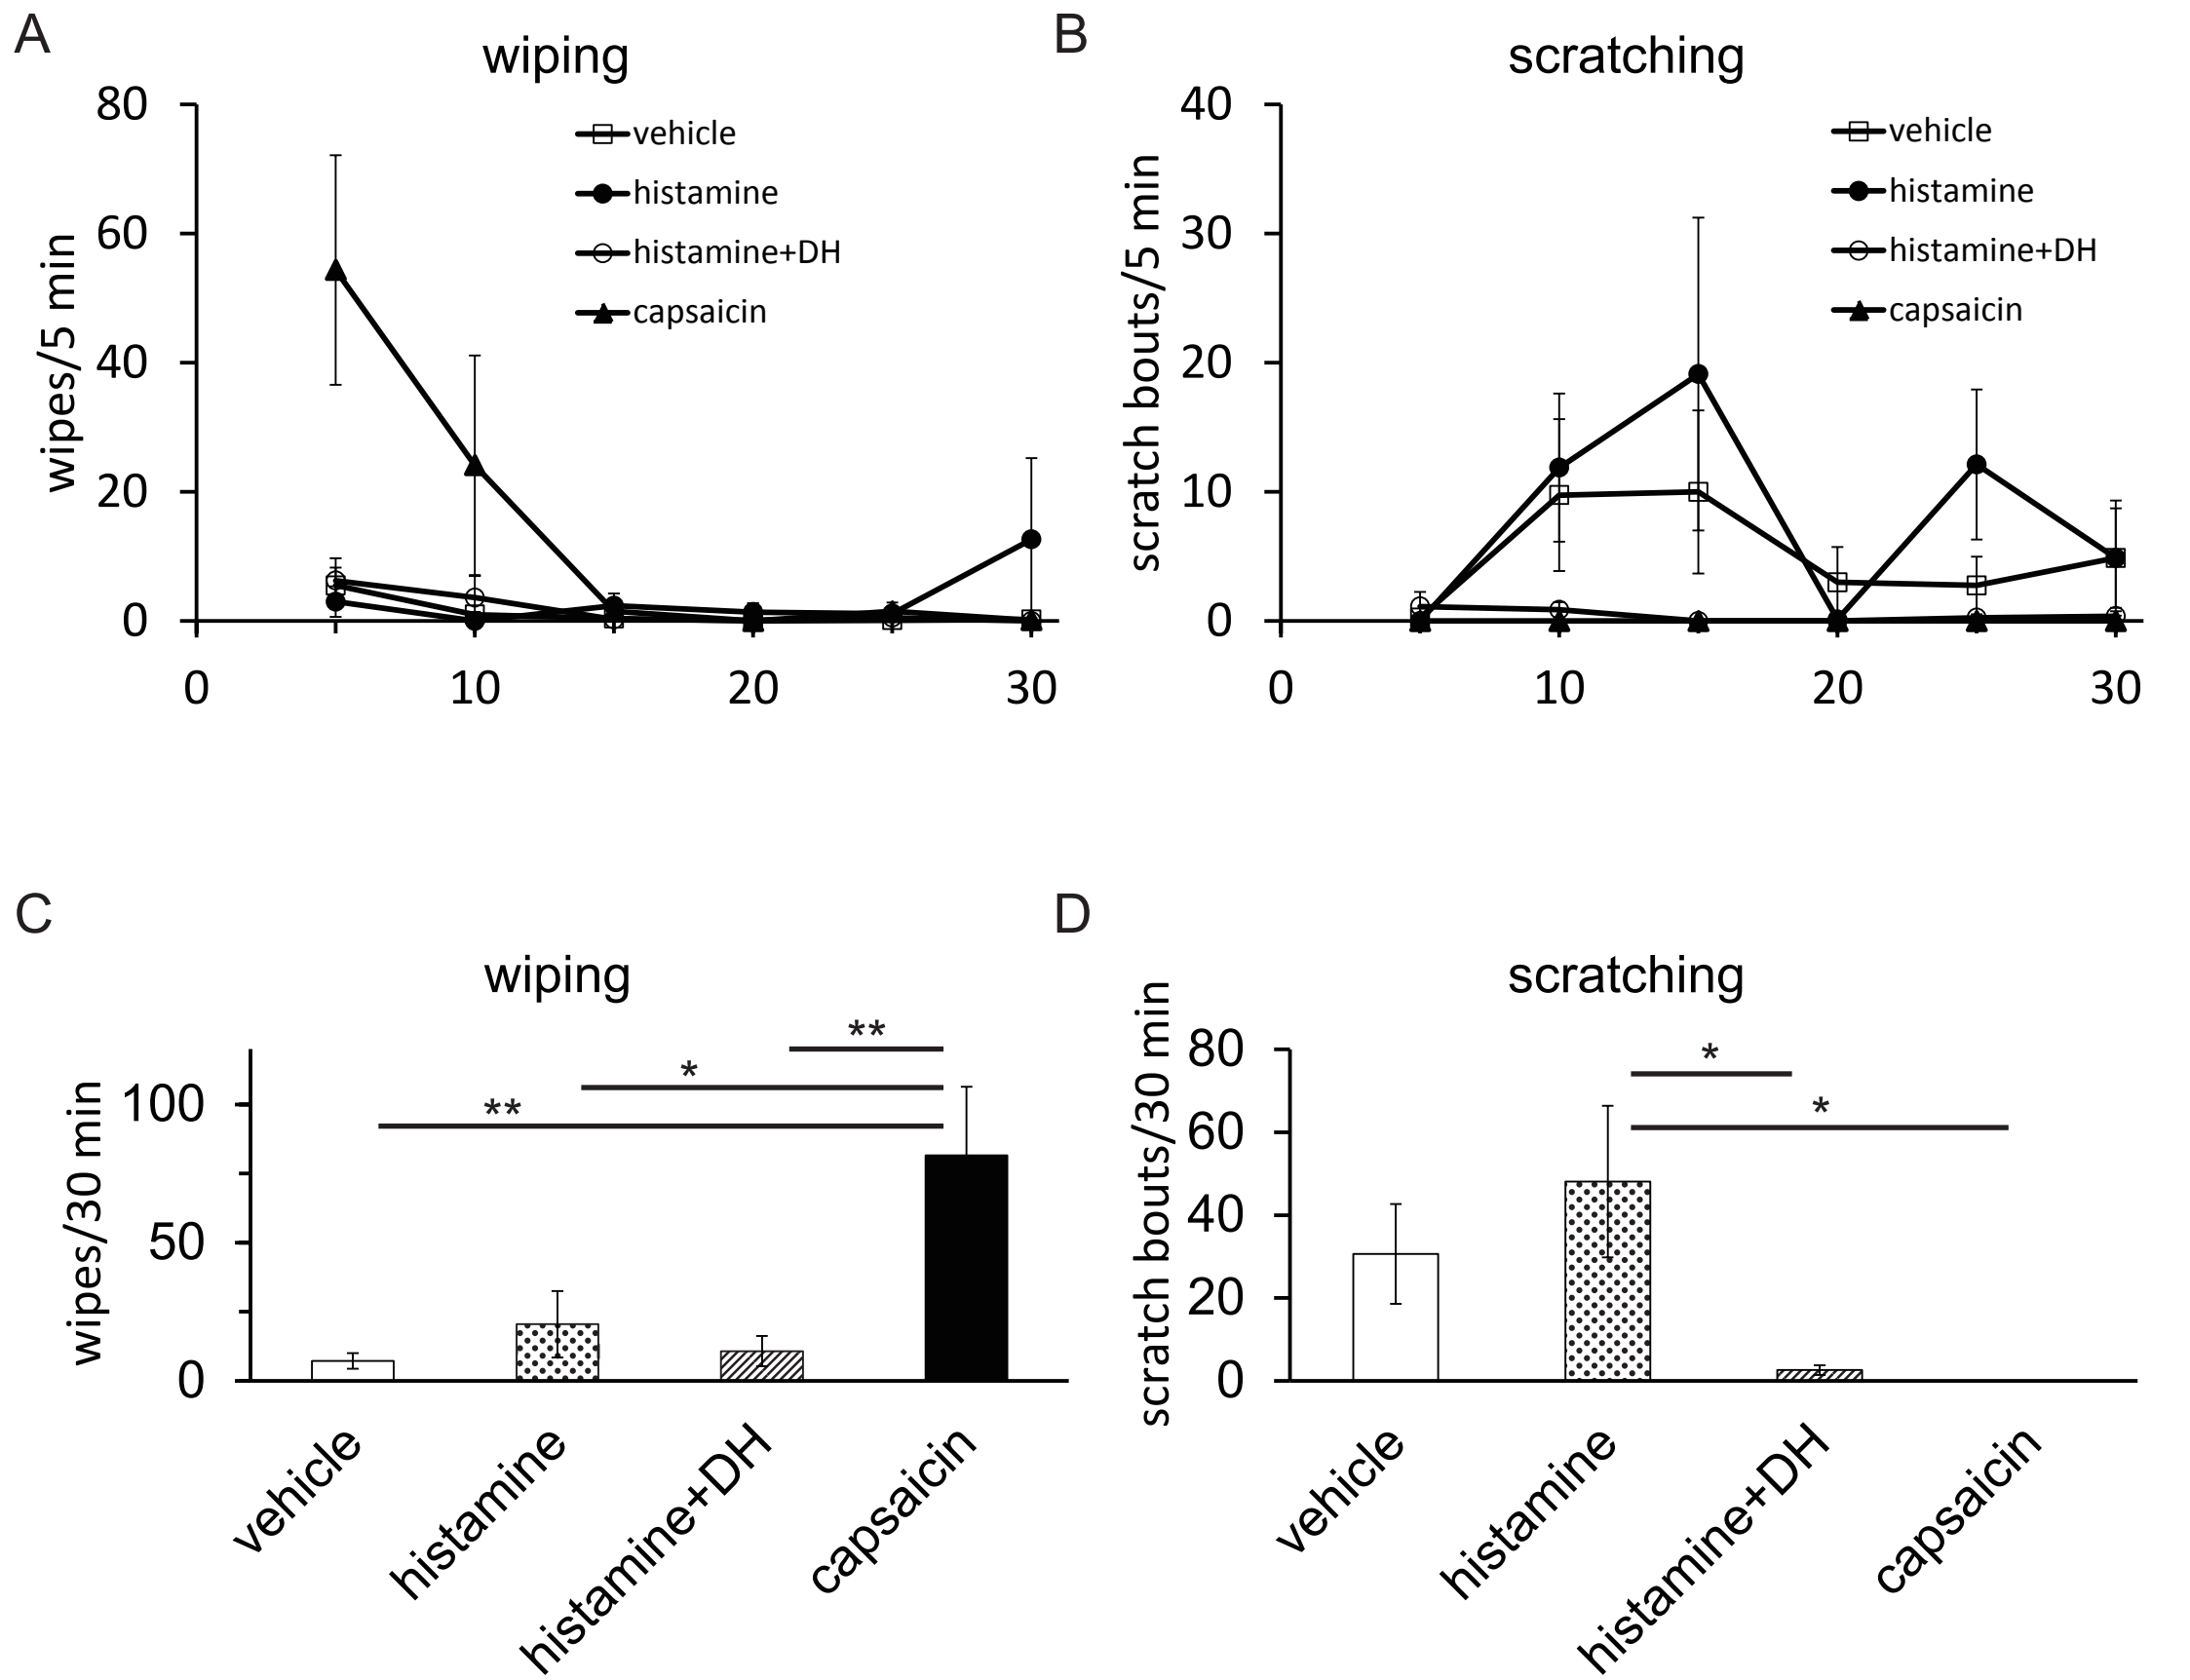 A
wiping
80
60
40
20
0
wipes/5 min
vehicle
histamine
histamine+DH
capsaicin
0 10 20 30
B
scratching
40
30
20
10
0
scratch bouts/5 min
vehicle
histamine
histamine+DH
capsaicin
0 10 20 30
C
wiping
100
50
0
wipes/30 min
**
*
**
vehicle
histamine
histamine+DH
capsaicin
D
scratching
80
60
40
20
0
scratch bouts/30 min
*
*
vehicle
histamine
histamine+DH
capsaicin